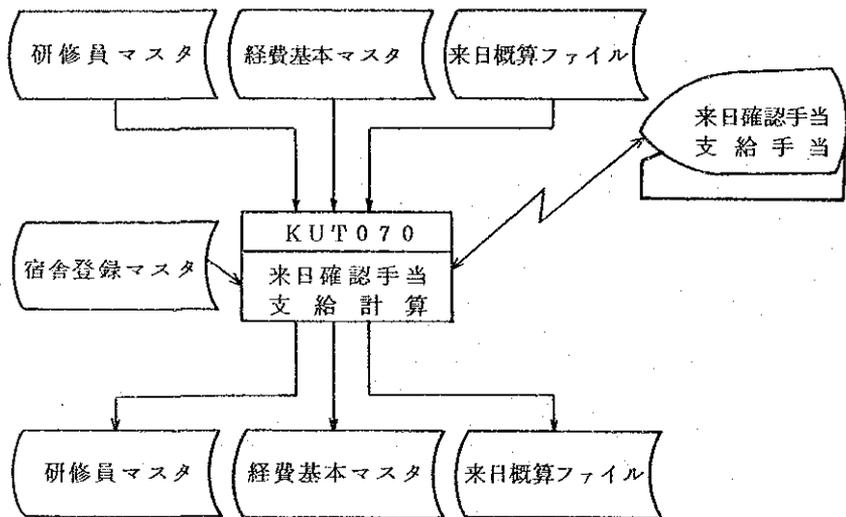 研修員マスタ
経費基本マスタ
来日概算ファイル
来日確認手当
支給手当
KUT070
来日確認手当
支給計算
宿舎登録マスタ
研修員マスタ
経費基本マスタ
来日概算ファイル